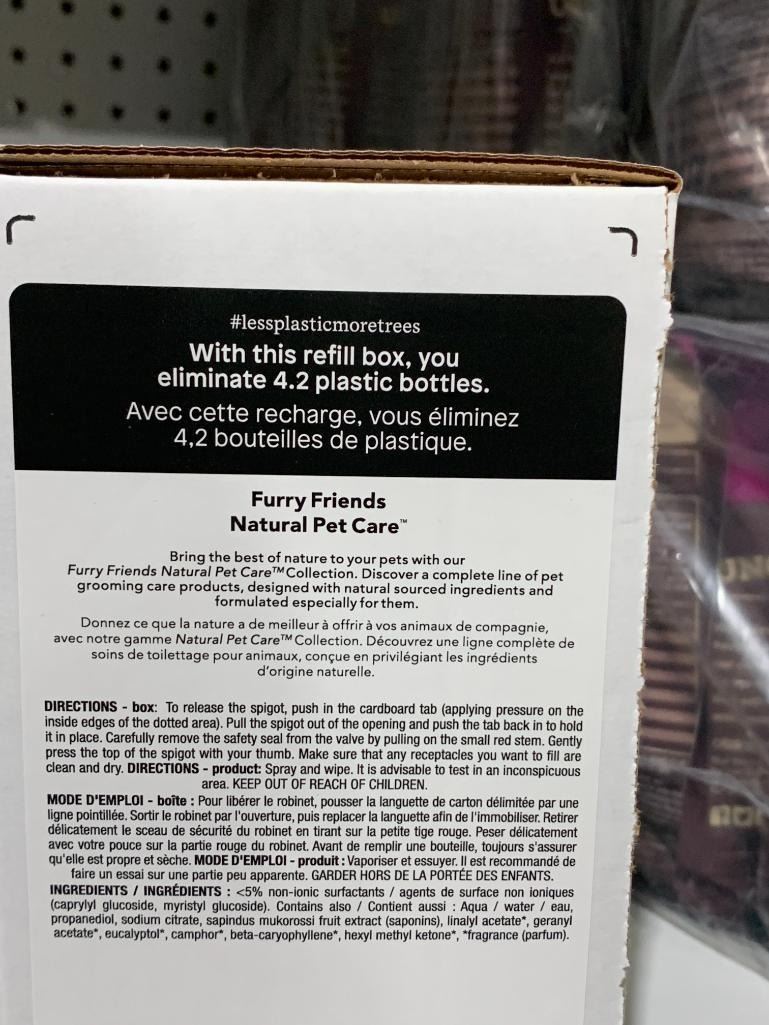 #lessplasticmoretrees
With this refill box, you
eliminate 4.2 plastic bottles.
Avec cette recharge, vous éliminez
4,2 bouteilles de plastique.
Furry Friends
Natural Pet Care™
Bring the best of nature to your pets with our
Furry Friends Natural Pet Care™ Collection. Discover a complete line of pet
grooming care products, designed with natural sourced ingredients and
formulated especially for them.
Donnez ce que la nature a de meilleur à offrir à vos animaux de compagnie,
avec notre gamme Natural Pet Care™ Collection. Découvrez une ligne complète de
soins de toilettage pour animaux, conçue en privilégiant les ingrédients
d'origine naturelle.
DIRECTIONS - box: To release the spigot, push in the cardboard tab (applying pressure on the
inside edges of the dotted area). Pull the spigot out of the opening and push the tab back in to hold
it in place. Carefully remove the safety seal from the valve by pulling on the small red stem. Gently
press the top of the spigot with your thumb. Make sure that any receptacles you want to fill are
clean and dry. DIRECTIONS - product: Spray and wipe. It is advisable to test in an inconspicuous
area. KEEP OUT OF REACH OF CHILDREN.
MODE D'EMPLOI - boîte : Pour libérer le robinet, pousser la languette de carton délimitée par une
ligne pointillée. Sortir le robinet par l'ouverture, puis replacer la languette afin de l'immobiliser. Retirer
délicatement le sceau de sécurité du robinet en tirant sur la petite tige rouge. Peser délicatement
avec votre pouce sur la partie rouge du robinet. Avant de remplir une bouteille, toujours s'assurer
qu'elle est propre et sèche. MODE D'EMPLOI - produit : Vaporiser et essuyer. Il est recommandé de
faire un essai sur une partie peu apparente. GARDER HORS DE LA PORTÉE DES ENFANTS.
INGREDIENTS / INGRÉDIENTS : <5% non-ionic surfactants / agents de surface non ioniques
(caprylyl glucoside, myristyl glucoside). Contains also / Contient aussi : Aqua / water / eau,
propanediol, sodium citrate, sapindus mukorossi fruit extract (saponins), linalyl acetate*, geranyl
acetate*, eucalyptol*, camphor*, beta-caryophyllene*, hexyl methyl ketone*, *fragrance (parfum).